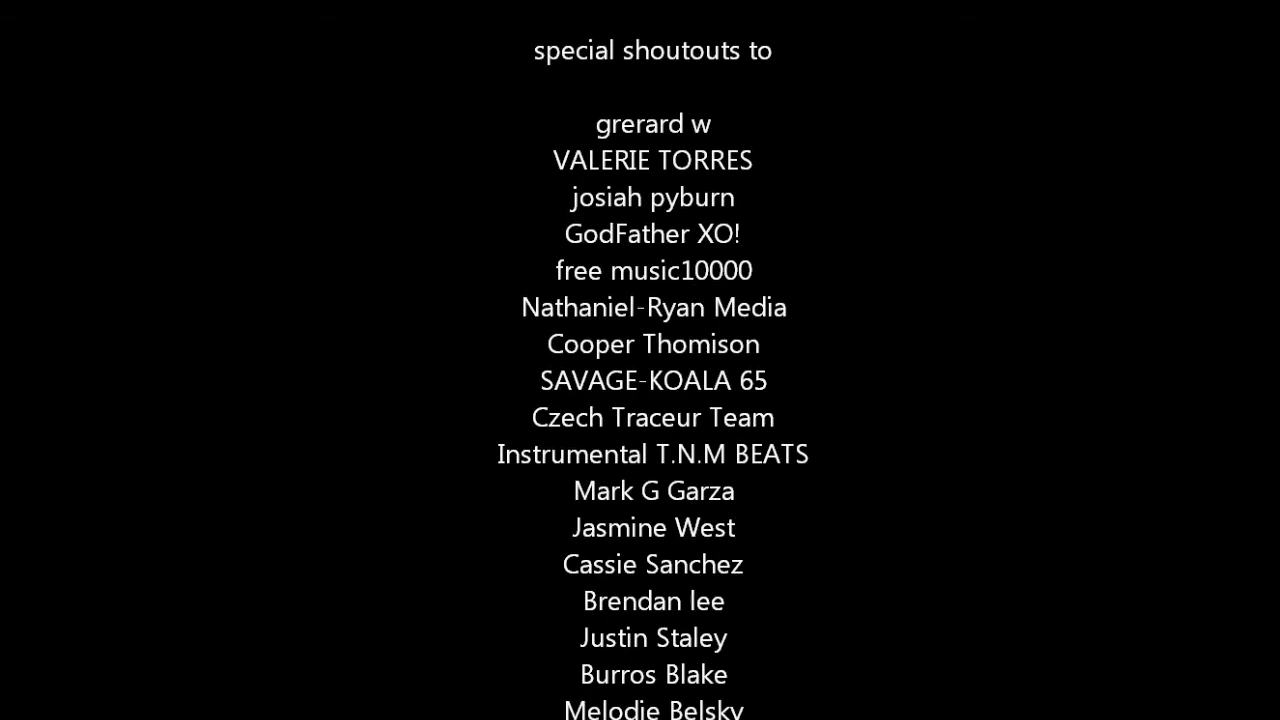 special shoutouts to
grerard w
VALERIE TORRES
josiah pyburn
GodFather XO!
free music10000
Nathaniel-Ryan Media
Cooper Thomison
SAVAGE-KOALA 65
Czech Traceur Team
Instrumental T.N.M BEATS
Mark G Garza
Jasmine West
Cassie Sanchez
Brendan lee
Justin Staley
Burros Blake
Melodie Belsky